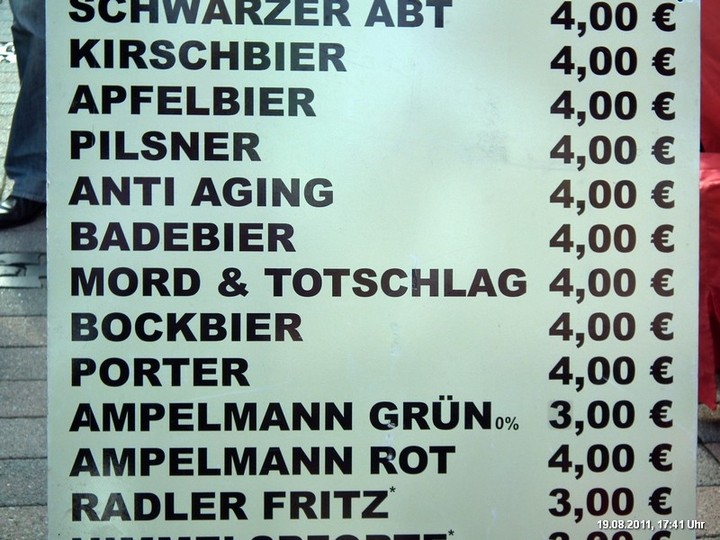 SCHWARZER ABT 4,00 €
KIRSCHBIER 4,00 €
APFELBIER 4,00 €
PILSNER 4,00 €
ANTI AGING 4,00 €
BADEBIER 4,00 €
MORD & TOTSCHLAG 4,00 €
BOCKBIER 4,00 €
PORTER 4,00 €
AMPELMANN GRÜN 0% 3,00 €
AMPELMANN ROT 4,00 €
RADLER FRITZ* 3,00 €
19.08.2011, 17:41 Uhr